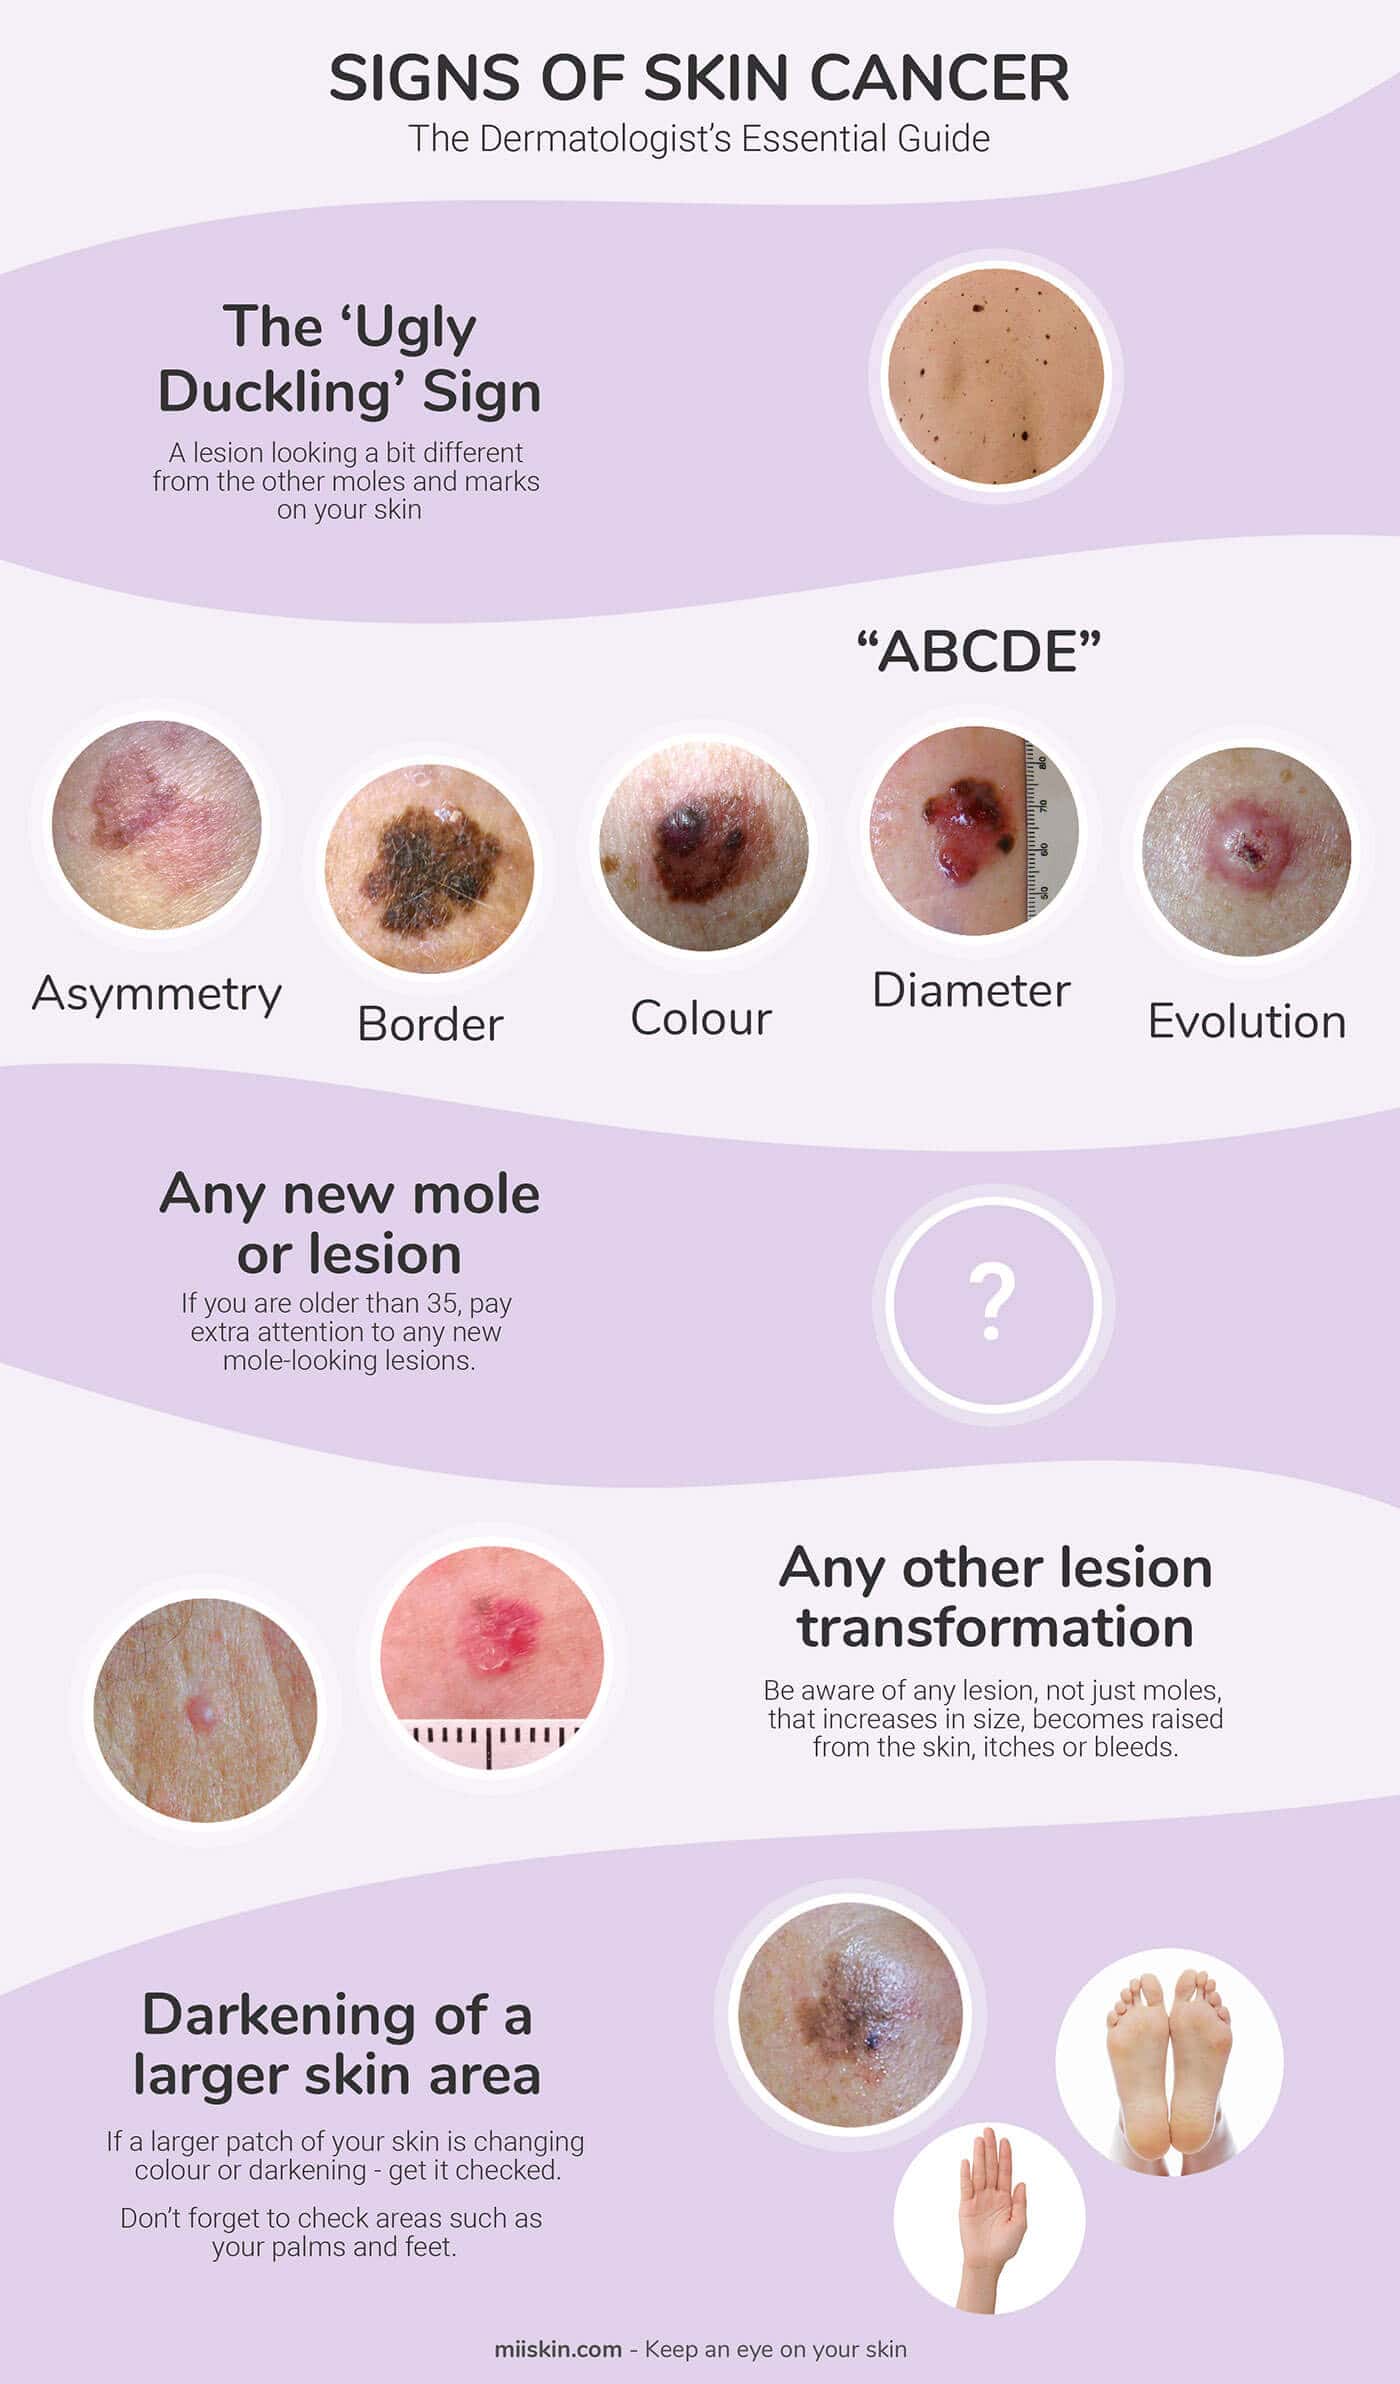 SIGNS OF SKIN CANCER
The Dermatologist's Essential Guide
The ‘Ugly
Duckling’ Sign
A lesion looking a bit different
from the other moles and marks
on your skin
“ABCDE”
Asymmetry
Border
Colour
Diameter
Evolution
80
70
60
50
Any new mole
or lesion
If you are older than 35, pay
extra attention to any new
mole-looking lesions.
?
Any other lesion
transformation
Be aware of any lesion, not just moles,
that increases in size, becomes raised
from the skin, itches or bleeds.
Darkening of a
larger skin area
If a larger patch of your skin is changing
colour or darkening - get it checked.
Don't forget to check areas such as
your palms and feet.
miiskin.com - Keep an eye on your skin